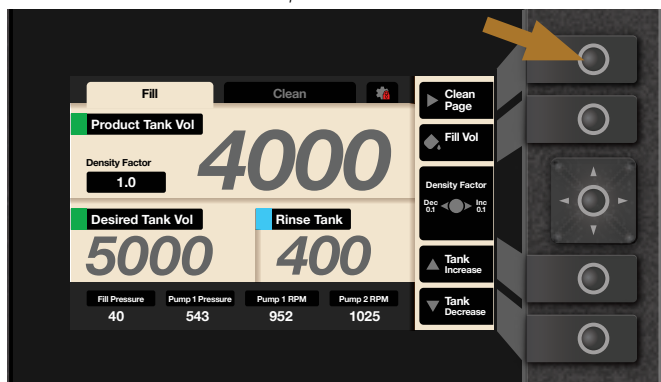 Fill
Clean
Product Tank Vol
4000
Density Factor
1.0
Desired Tank Vol
5000
Rinse Tank
400
Fill Pressure
40
Pump 1 Pressure
543
Pump 1 RPM
952
Pump 2 RPM
1025
Clean
Page
Fill Vol
Density Factor
Dec
0.1
Inc
0.1
Tank
Increase
Tank
Decrease